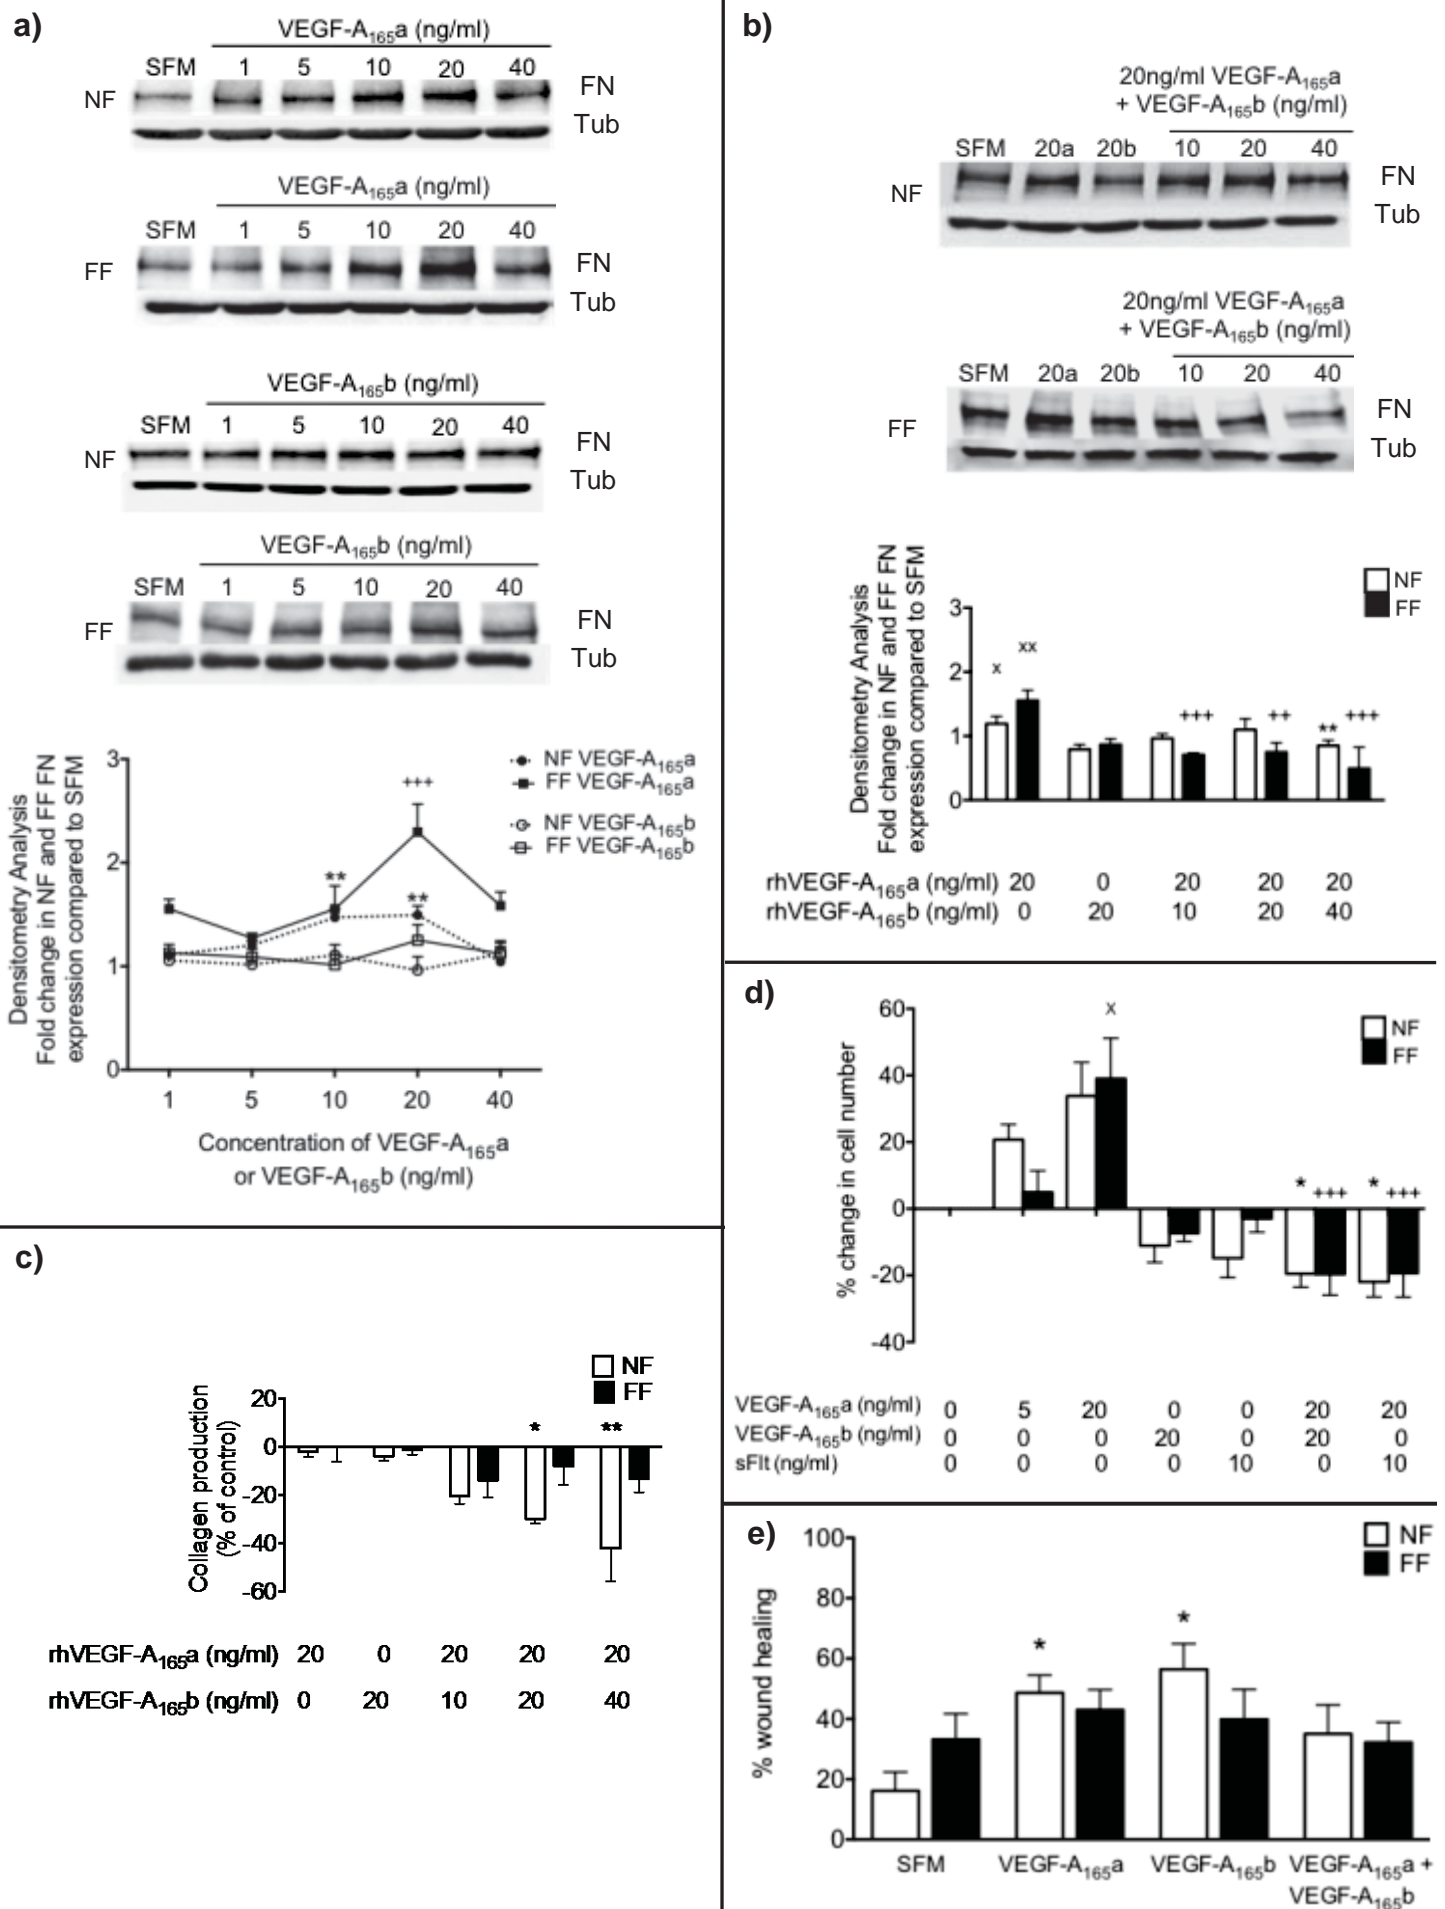 a)
VEGF-A165a (ng/ml)
SFM 1 5 10 20 40
NF FN
Tub
VEGF-A165a (ng/ml)
SFM 1 5 10 20 40
FF FN
Tub
VEGF-A165b (ng/ml)
SFM 1 5 10 20 40
NF FN
Tub
VEGF-A165b (ng/ml)
SFM 1 5 10 20 40
FF FN
Tub
Densitometry Analysis
Fold change in NF and FF FN
expression compared to SFM
3
2
1
0
NF VEGF-A165a
FF VEGF-A165a
NF VEGF-A165b
FF VEGF-A165b
+++
**
**
1 5 10 20 40
Concentration of VEGF-A165a
or VEGF-A165b (ng/ml)
b)
20ng/ml VEGF-A165a
+ VEGF-A165b (ng/ml)
SFM 20a 20b 10 20 40
NF FN
Tub
20ng/ml VEGF-A165a
+ VEGF-A165b (ng/ml)
SFM 20a 20b 10 20 40
FF FN
Tub
Densitometry Analysis
Fold change in NF and FF FN
expression compared to SFM
NF
FF
3
2
1
0
x xx +++ ++ ** +++
rhVEGF-A165a (ng/ml) 20 0 20 20 20
rhVEGF-A165b (ng/ml) 0 20 10 20 40
c)
NF
FF
Collagen production
(% of control)
20
0
-20
-40
-60
* **
rhVEGF-A165a (ng/ml) 20 0 20 20 20
rhVEGF-A165b (ng/ml) 0 20 10 20 40
d)
% change in cell number
60
40
20
0
-20
-40
NF
FF
x
* +++ * +++
VEGF-A165a (ng/ml) 0 5 20 0 0 20 20
VEGF-A165b (ng/ml) 0 0 0 20 0 20 0
sFlt (ng/ml) 0 0 0 0 10 0 10
e)
% wound healing
100
80
60
40
20
0
NF
FF
* *
SFM VEGF-A165a VEGF-A165b VEGF-A165a +
VEGF-A165b